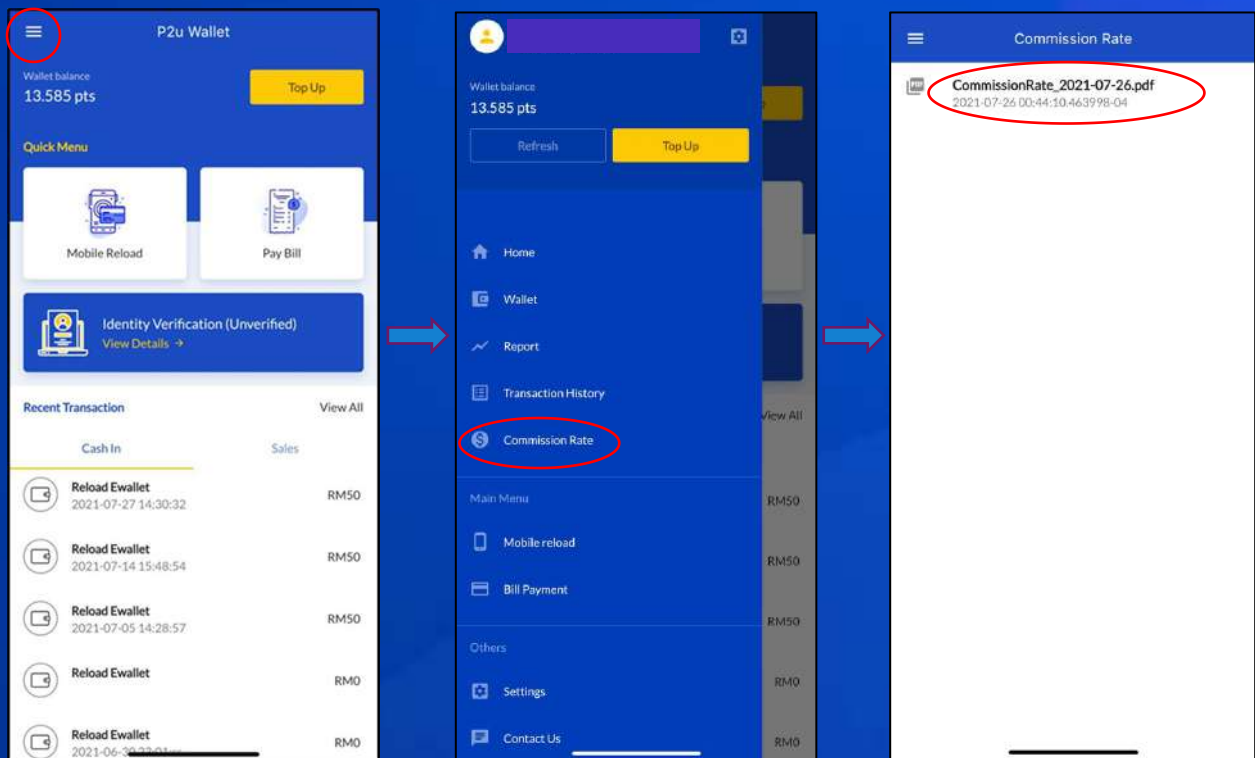 P2u Wallet
Wallet balance
13.585 pts
Top Up
Quick Menu
Mobile Reload
Pay Bill
Identity Verification (Unverified)
View Details →
Recent Transaction
View All
Cash In
Sales
Reload Ewallet
RM50
2021-07-27 14:30:32
Reload Ewallet
RM50
2021-07-14 15:48:54
Reload Ewallet
RM50
2021-07-05 14:28:57
Reload Ewallet
RM0
Reload Ewallet
RM0
2021-06-30
Wallet balance
13.585 pts
Refresh
Top Up
Home
Wallet
Report
Transaction History
Commission Rate
View All
Main Menu
RM50
Mobile reload
RM50
Bill Payment
RM50
Others
RM0
Settings
Contact Us
RM0
Commission Rate
PDF
CommissionRate_2021-07-26.pdf
2021-07-26 00:44:10.463998-04